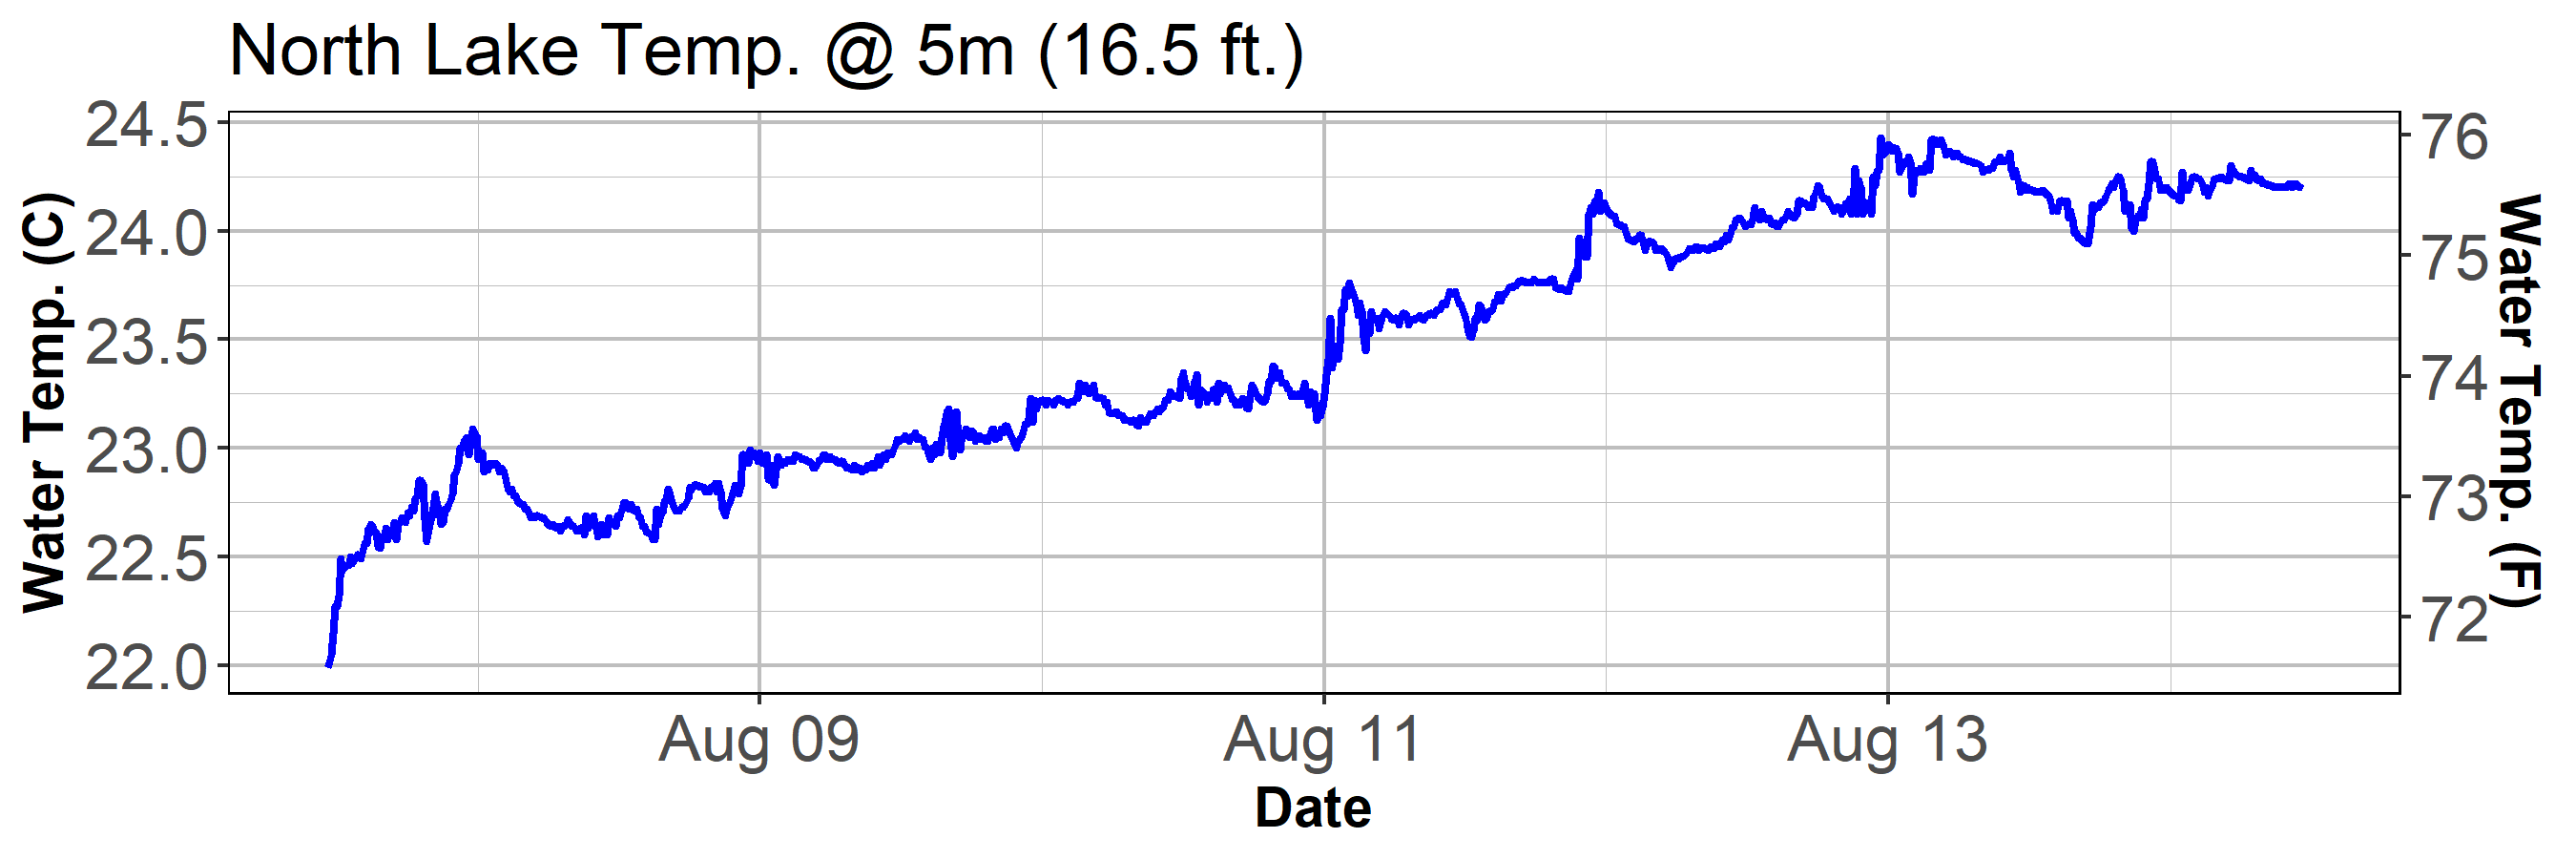 North Lake Temp. @ 5m (16.5 ft.)
Water Temp. (C)
24.5
24.0
23.5
23.0
22.5
22.0
76
75
74
73
72
Water Temp. (F)
Aug 09 Aug 11 Aug 13
Date